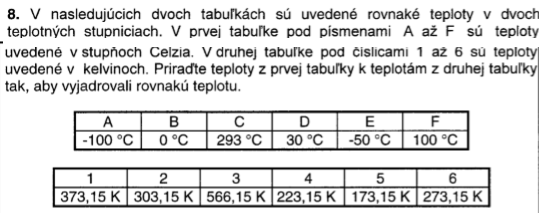 8. V nasledujúcich dvoch tabuľkách sú uvedené rovnaké teploty v dvoch
teplotných stupniciach. V prvej tabuľke pod písmenami A až F sú teploty
uvedené v stupňoch Celzia. V druhej tabuľke pod číslicami 1 až 6 sú teploty
uvedené v kelvinoch. Priraďte teploty z prvej tabuľky k teplotám z druhej tabuľky
tak, aby vyjadrovali rovnakú teplotu.
A B C D E F
-100 °C 0 °C 293 °C 30 °C -50 °C 100 °C
1 2 3 4 5 6
373,15 K 303,15 K 566,15 K 223,15 K 173,15 K 273,15 K